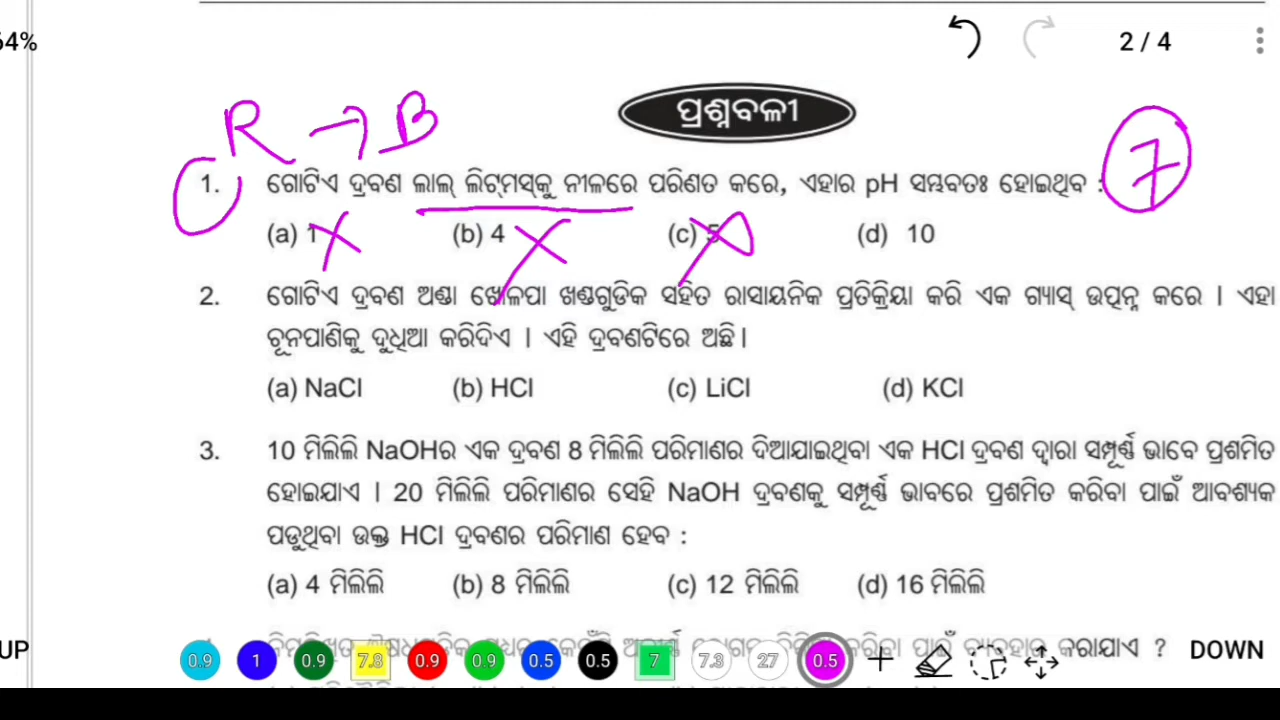 64%
2 / 4
ପ୍ରଶ୍ନବଳୀ
R → B
7
1. ଗୋଟିଏ ଦ୍ରବଣ ଲାଲ୍ ଲିଟ୍‌ମସ୍‌କୁ ନୀଳରେ ପରିଣତ କରେ, ଏହାର pH ସମ୍ଭବତଃ ହୋଇଥିବ :
(a) 1 (b) 4 (c) 5 (d) 10
2. ଗୋଟିଏ ଦ୍ରବଣ ଅଣ୍ଡା ଖୋଳପା ଖଣ୍ଡଗୁଡିକ ସହିତ ରାସାୟନିକ ପ୍ରତିକ୍ରିୟା କରି ଏକ ଗ୍ୟାସ୍ ଉତ୍ପନ୍ନ କରେ । ଏହା
ଚୂନପାଣିକୁ ଦୁଧିଆ କରିଦିଏ । ଏହି ଦ୍ରବଣଟିରେ ଅଛି।
(a) NaCl (b) HCl (c) LiCl (d) KCl
3. 10 ମିଲିଲି NaOHର ଏକ ଦ୍ରବଣ 8 ମିଲିଲି ପରିମାଣର ଦିଆଯାଇଥିବା ଏକ HCl ଦ୍ରବଣ ଦ୍ୱାରା ସମ୍ପୂର୍ଣ୍ଣ ଭାବେ ପ୍ରଶମିତ
ହୋଇଯାଏ । 20 ମିଲିଲି ପରିମାଣର ସେହି NaOH ଦ୍ରବଣକୁ ସମ୍ପୂର୍ଣ୍ଣ ଭାବରେ ପ୍ରଶମିତ କରିବା ପାଇଁ ଆବଶ୍ୟକ
ପଡୁଥିବା ଉକ୍ତ HCl ଦ୍ରବଣର ପରିମାଣ ହେବ :
(a) 4 ମିଲିଲି (b) 8 ମିଲିଲି (c) 12 ମିଲିଲି (d) 16 ମିଲିଲି
କରାଯାଏ ?
UP 0.9 1 0.9 7.8 0.9 0.9 0.5 0.5 7 7.3 27 0.5 DOWN